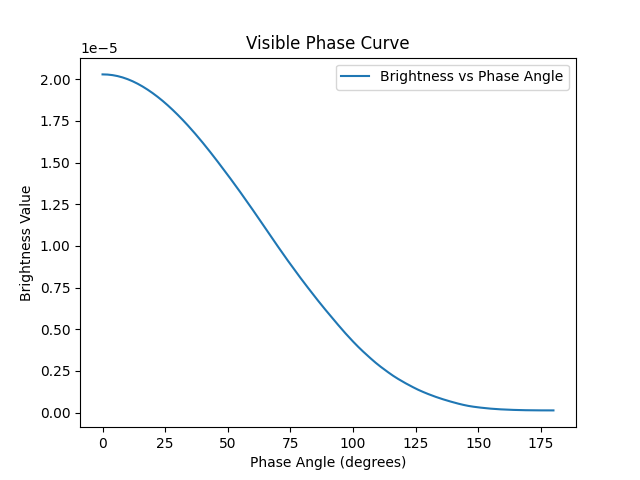 Visible Phase Curve
1e−5
Brightness vs Phase Angle
2.00
1.75
1.50
1.25
1.00
0.75
0.50
0.25
0.00
Brightness Value
0 25 50 75 100 125 150 175
Phase Angle (degrees)